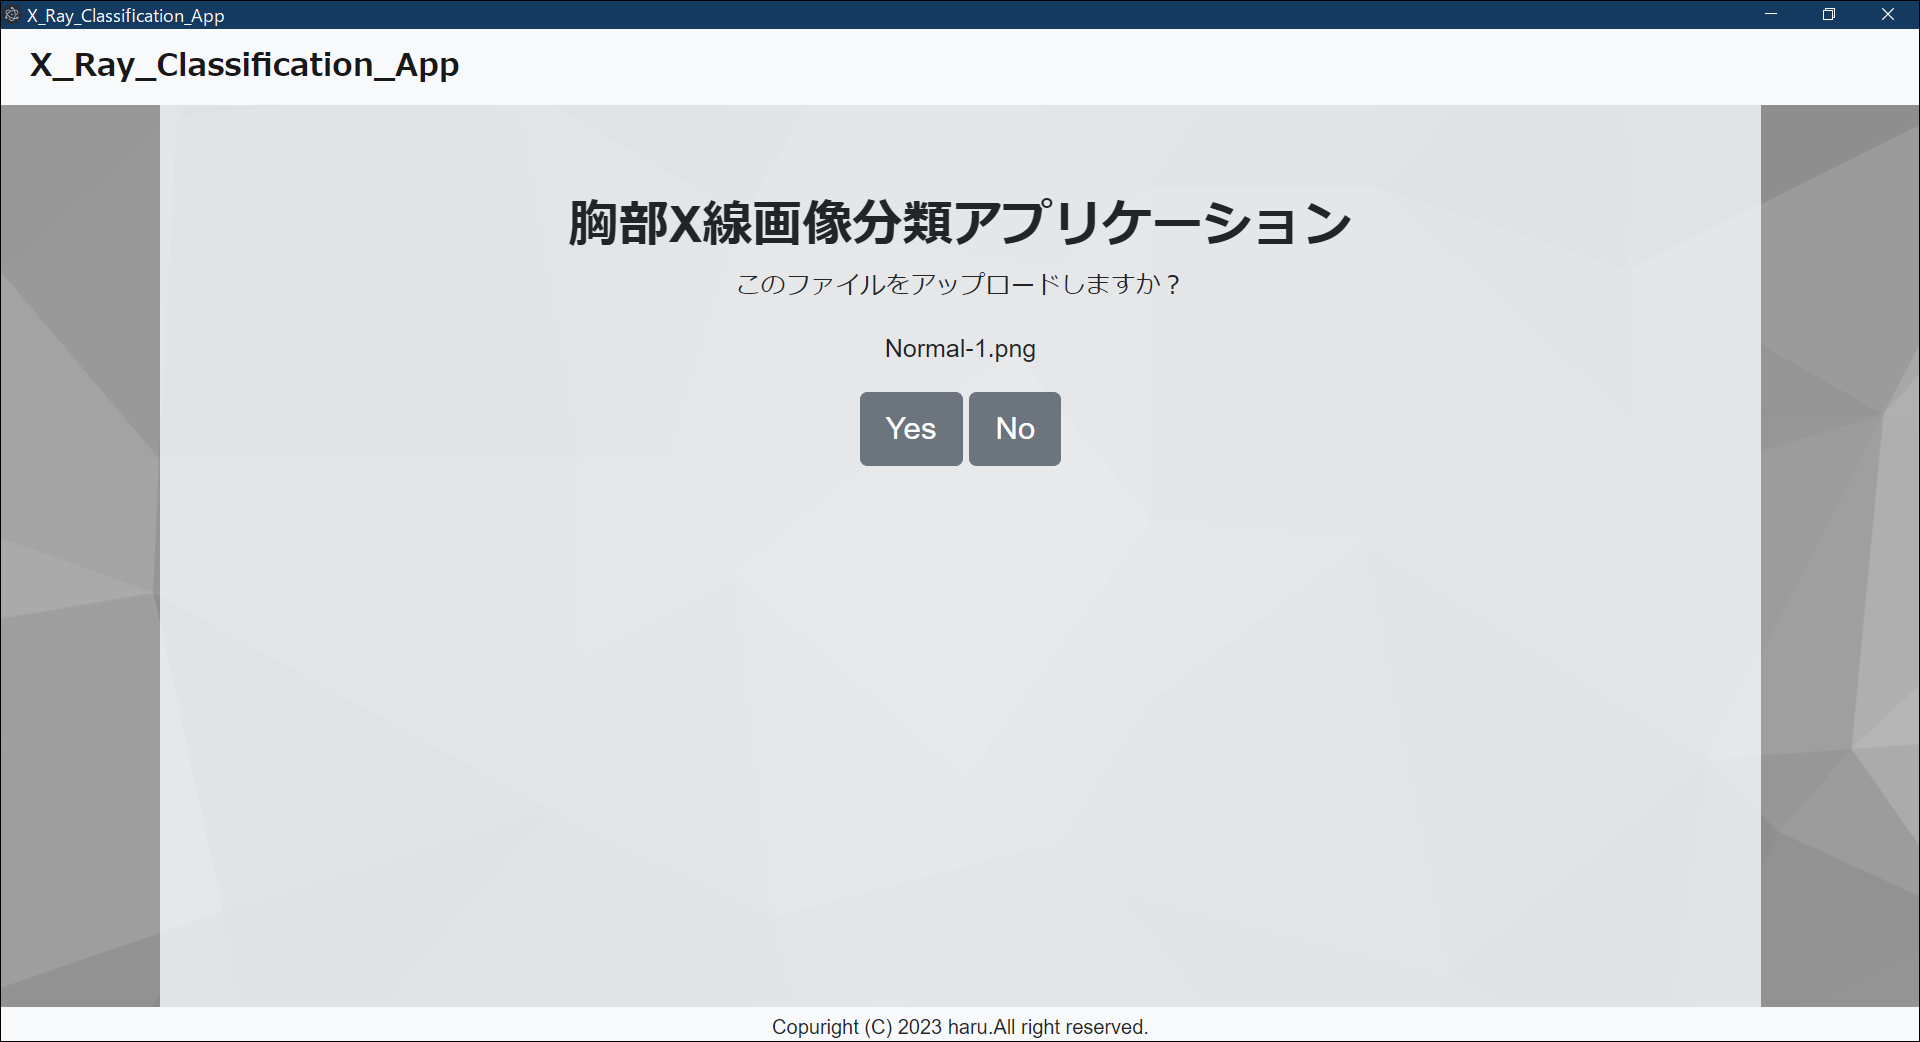 X_Ray_Classification_App
X_Ray_Classification_App
胸部X線画像分類アプリケーション
このファイルをアップロードしますか？
Normal-1.png
Yes No
Copuright (C) 2023 haru.All right reserved.